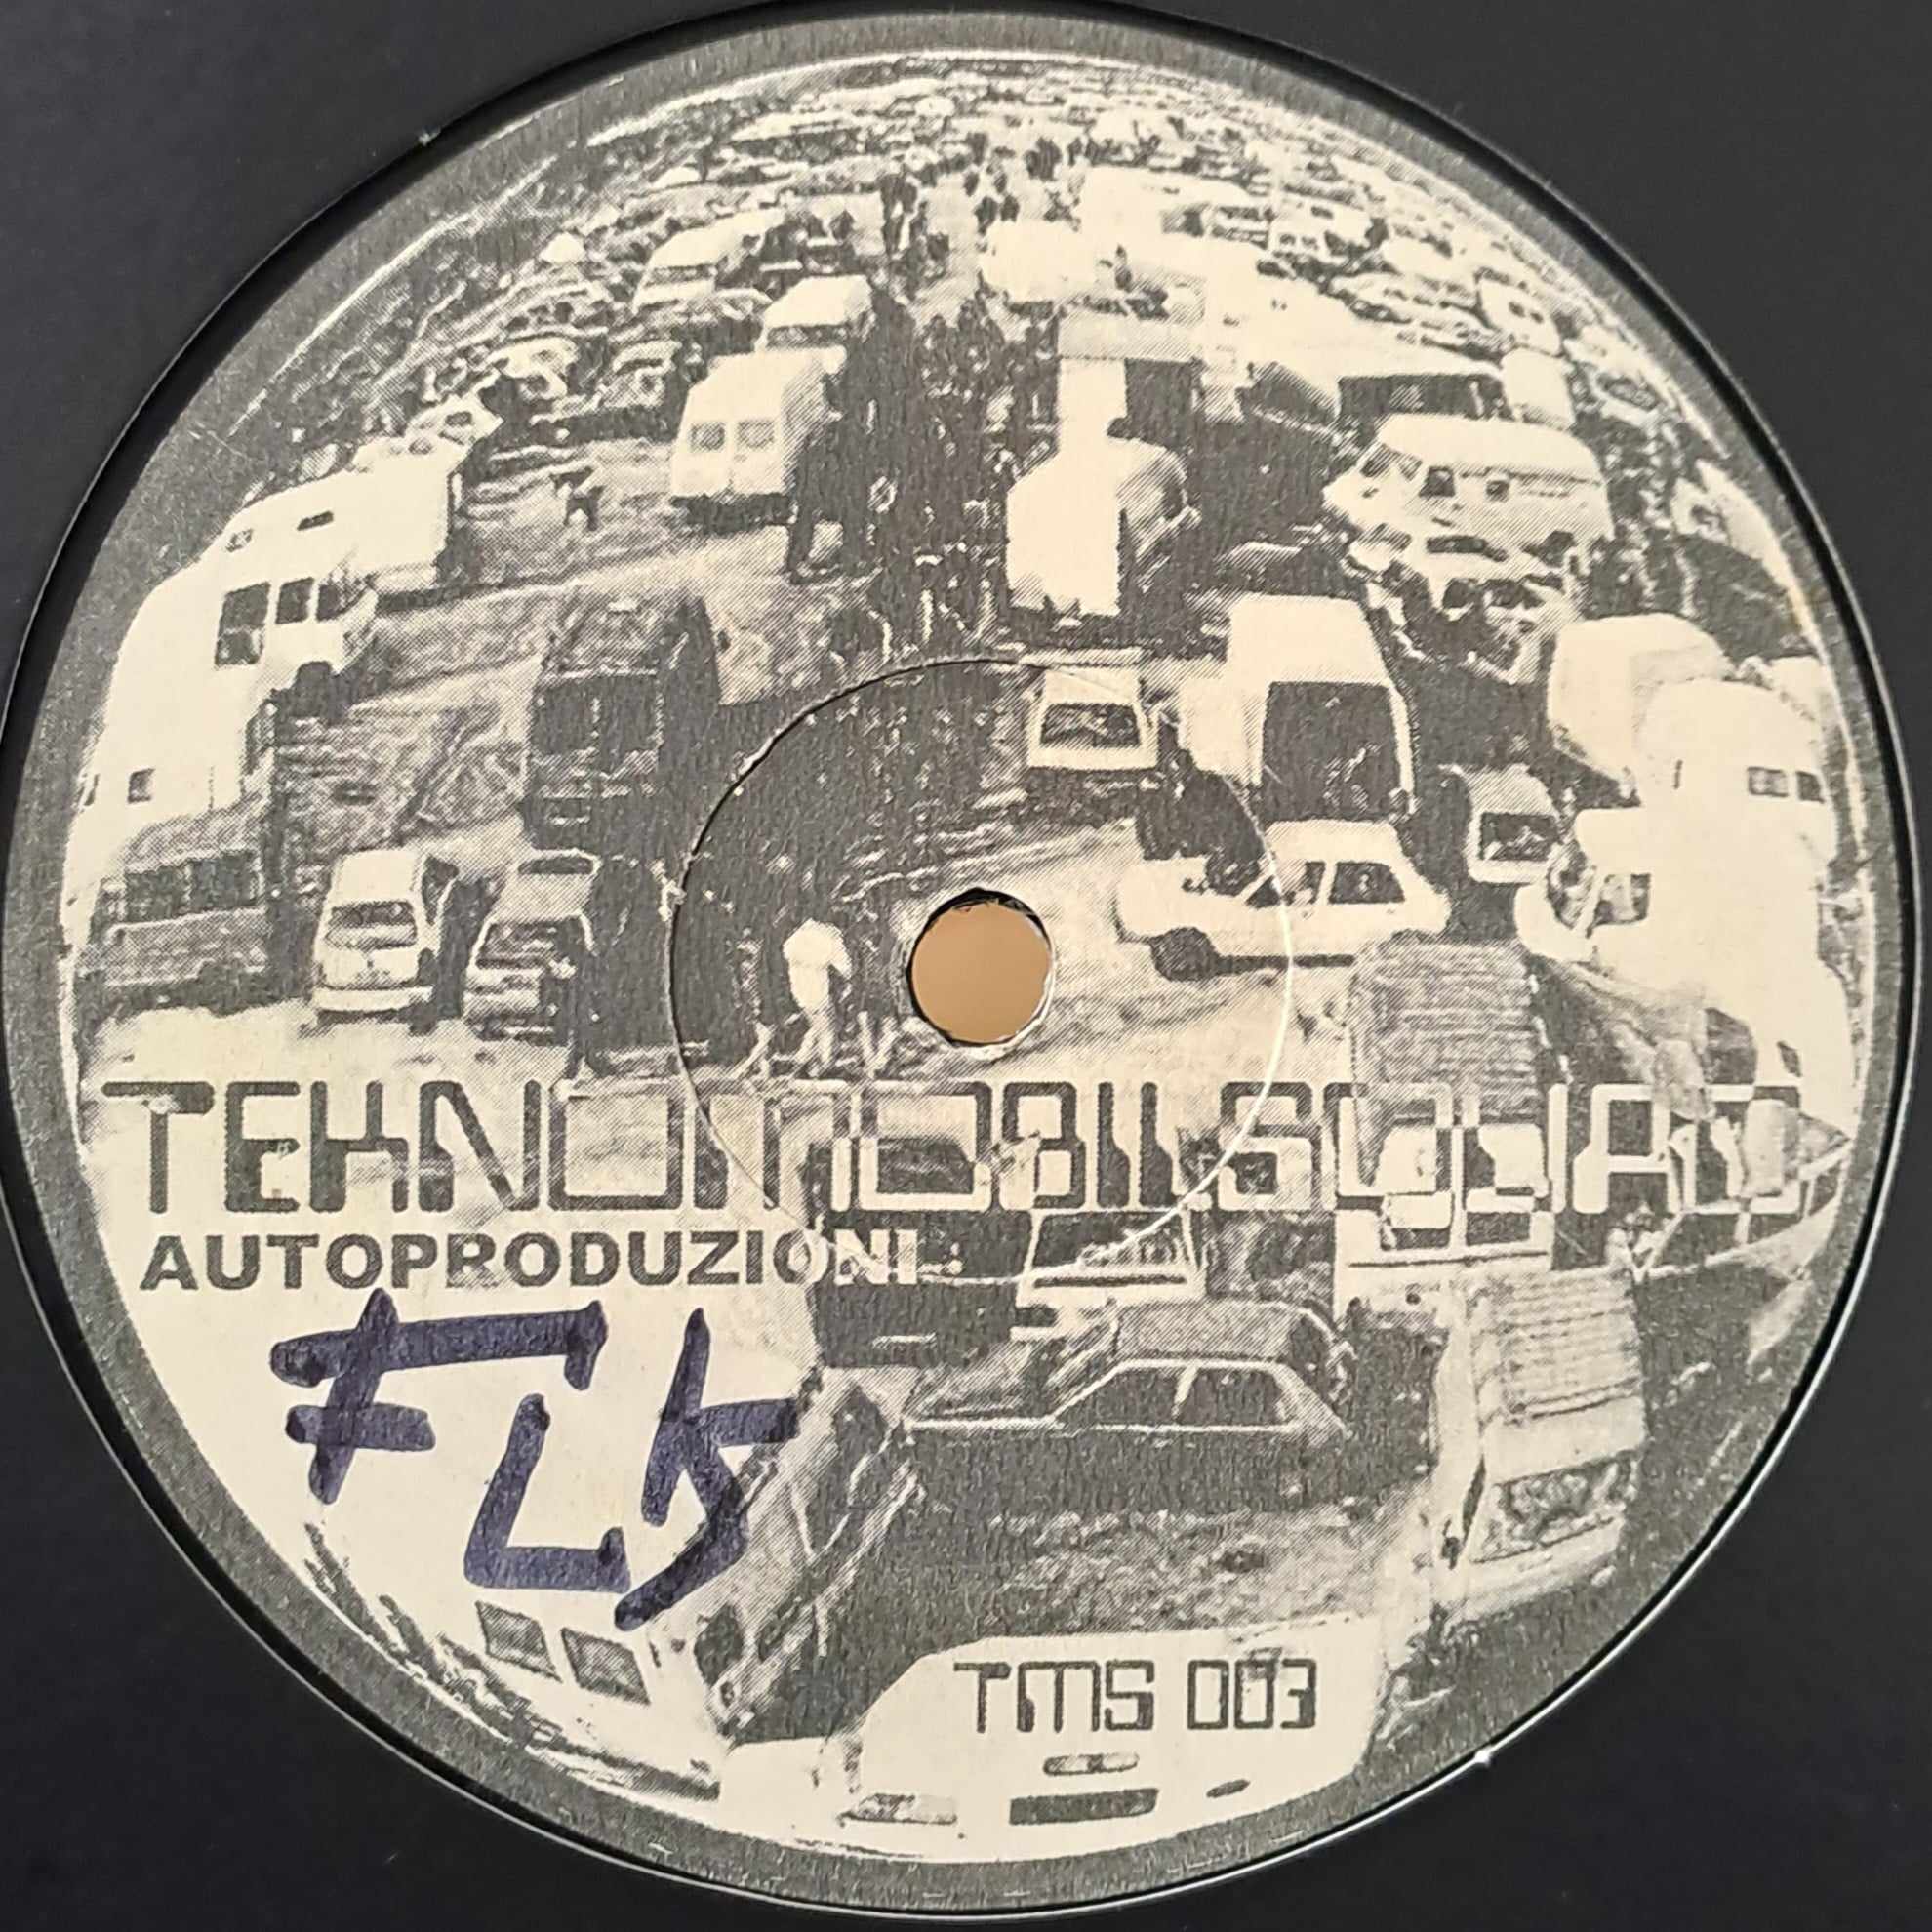 TEKNOMOBILSQUAD
AUTOPRODUZIONI
TMS 003